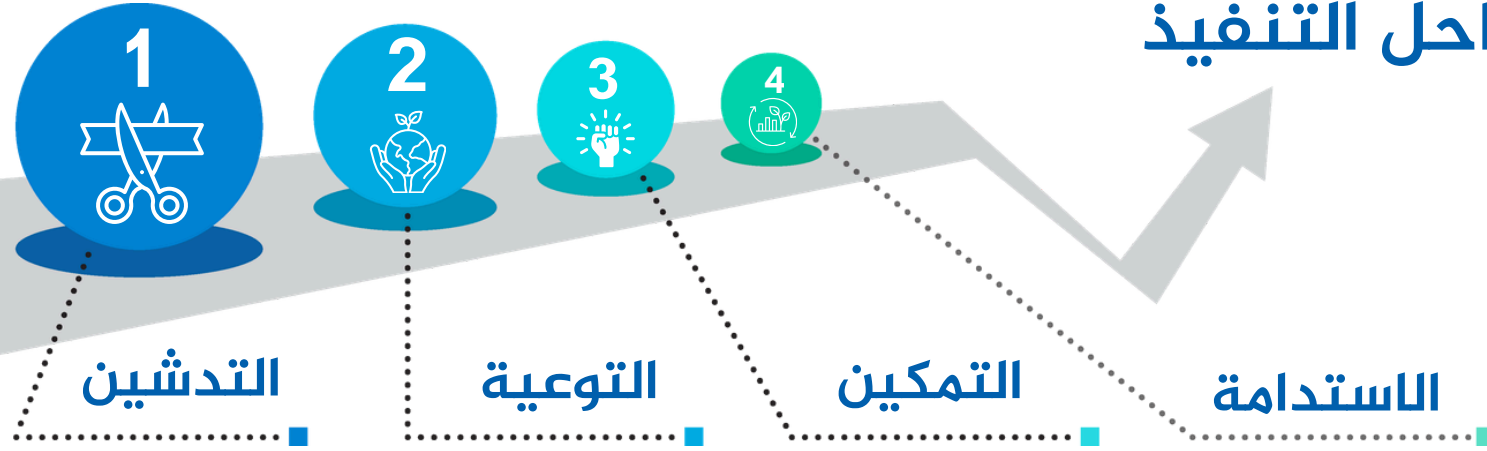 احل التنفيذ
1
2
3
4
التدشين
التوعية
التمكين
الاستدامة